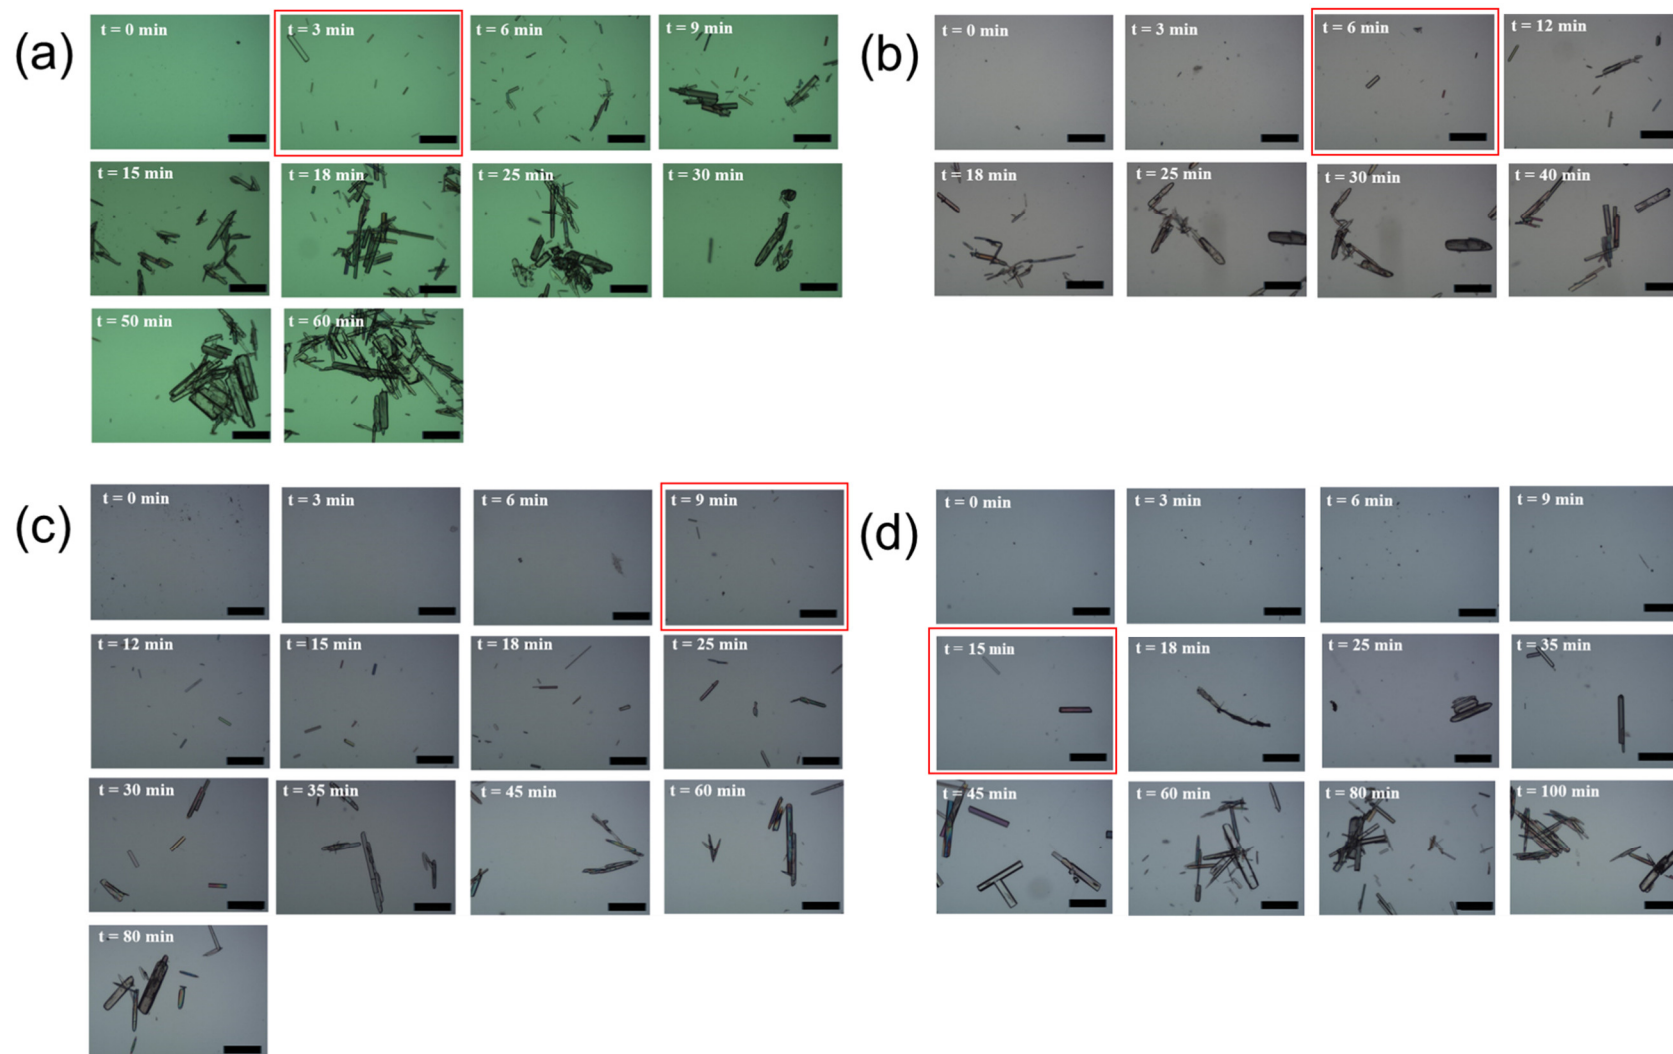 (a)
t = 0 min
t = 3 min
t = 6 min
t = 9 min
t = 15 min
t = 18 min
t = 25 min
t = 30 min
t = 50 min
t = 60 min
(b)
t = 0 min
t = 3 min
t = 6 min
t = 12 min
t = 18 min
t = 25 min
t = 30 min
t = 40 min
(c)
t = 0 min
t = 3 min
t = 6 min
t = 9 min
t = 12 min
t = 15 min
t = 18 min
t = 25 min
t = 30 min
t = 35 min
t = 45 min
t = 60 min
t = 80 min
(d)
t = 0 min
t = 3 min
t = 6 min
t = 9 min
t = 15 min
t = 18 min
t = 25 min
t = 35 min
t = 45 min
t = 60 min
t = 80 min
t = 100 min